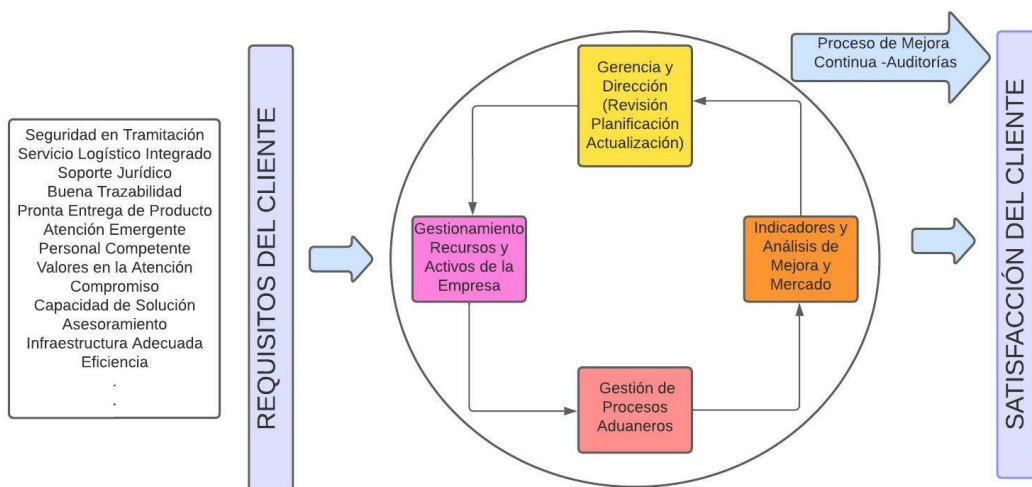 Seguridad en Tramitación
Servicio Logístico Integrado
Soporte Jurídico
Buena Trazabilidad
Pronta Entrega de Producto
Atención Emergente
Personal Competente
Valores en la Atención
Compromiso
Capacidad de Solución
Asesoramiento
Infraestructura Adecuada
Eficiencia
.
.
REQUISITOS DEL CLIENTE
Gerencia y
Dirección
(Revisión
Planificación
Actualización)
Gestionamiento
Recursos y
Activos de la
Empresa
Indicadores y
Análisis de
Mejora y
Mercado
Gestión de
Procesos
Aduaneros
Proceso de Mejora
Continua -Auditorías
SATISFACCIÓN DEL CLIENTE